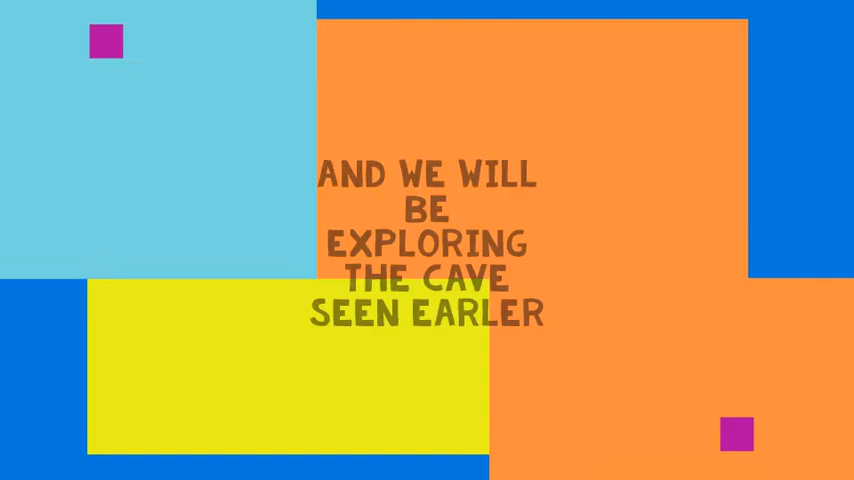 AND WE WILL
BE
EXPLORING
THE CAVE
SEEN EARLER